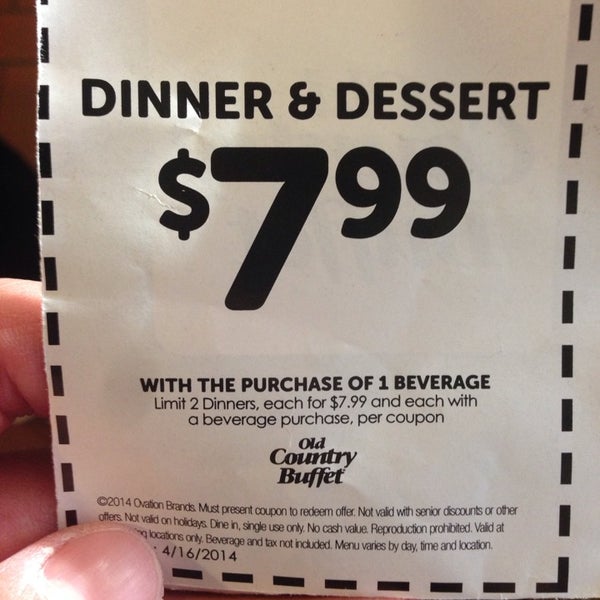 DINNER & DESSERT
$7.99
WITH THE PURCHASE OF 1 BEVERAGE
Limit 2 Dinners, each for $7.99 and each with
a beverage purchase, per coupon
Old
Country
Buffet
©2014 Ovation Brands. Must present coupon to redeem offer. Not valid with senior discounts or other
offers. Not valid on holidays. Dine in, single use only. No cash value. Reproduction prohibited. Valid at
locations only. Beverage and tax not included. Menu varies by day, time and location.
4/16/2014